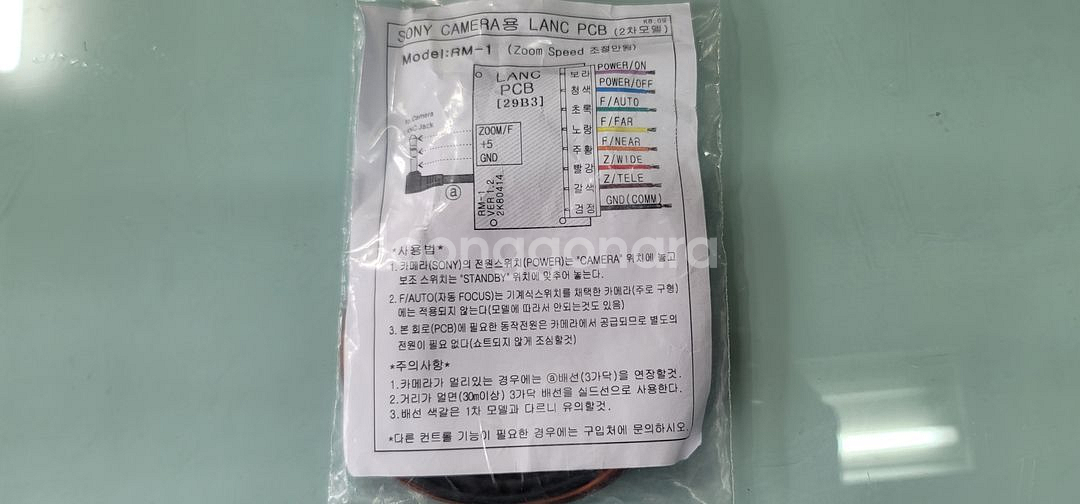 K8.09
SONY CAMERA용 LANC PCB (2차모델)
Model:RM-1 (Zoom Speed 조절안됨)
LANC
PCB
[29B3]
보라 POWER/ON
청색 POWER/OFF
초록 F/AUTO
노랑 F/FAR
주황 F/NEAR
빨강 Z/WIDE
갈색 Z/TELE
검정 GND(COMM)
to Camera
Jack
ZOOM/F
+5
GND
ⓐ
RM-1
VER1.2
2K80414
joonggonara
*사용법*
1. 카메라(SONY)의 전원스위치(POWER)는 "CAMERA" 위치에 놓고
보조 스위치는 "STANDBY" 위치에 맞추어 놓는다.
2. F/AUTO(자동 FOCUS)는 기계식스위치를 채택한 카메라(주로 구형)
에는 적용되지 않는다(모델에 따라서 안되는것도 있음)
3. 본 회로(PCB)에 필요한 동작전원은 카메라에서 공급되므로 별도의
전원이 필요 없다(쇼트되지 않게 조심할것)
*주의사항*
1. 카메라가 멀리있는 경우에는 ⓐ배선(3가닥)을 연장할것.
2. 거리가 멀면(30m이상) 3가닥 배선을 실드선으로 사용한다.
3. 배선 색갈은 1차 모델과 다르니 유의할것.
*다른 컨트롤 기능이 필요한 경우에는 구입처에 문의하시오.